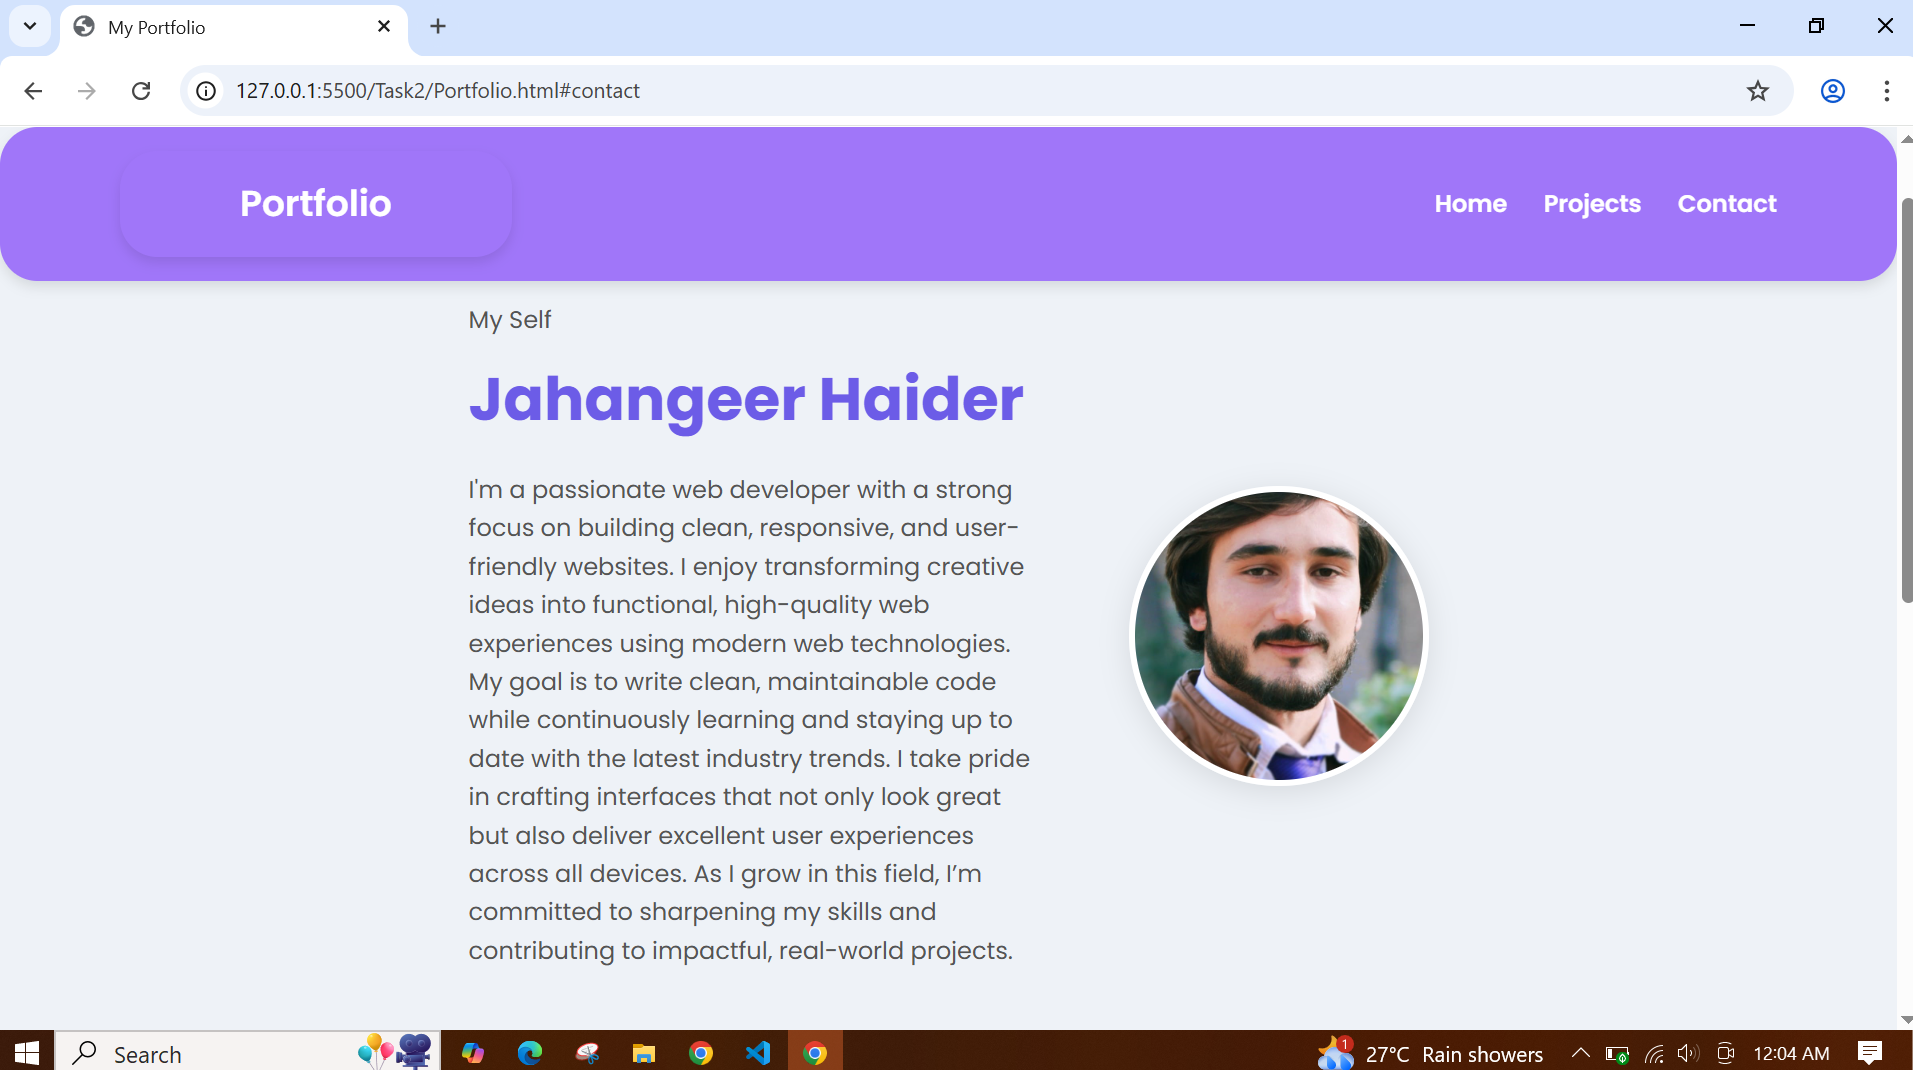 My Portfolio
127.0.0.1:5500/Task2/Portfolio.html#contact
Portfolio
Home Projects Contact
My Self
Jahangeer Haider
I'm a passionate web developer with a strong
focus on building clean, responsive, and user-
friendly websites. I enjoy transforming creative
ideas into functional, high-quality web
experiences using modern web technologies.
My goal is to write clean, maintainable code
while continuously learning and staying up to
date with the latest industry trends. I take pride
in crafting interfaces that not only look great
but also deliver excellent user experiences
across all devices. As I grow in this field, I’m
committed to sharpening my skills and
contributing to impactful, real-world projects.
Search 1 27°C Rain showers 12:04 AM